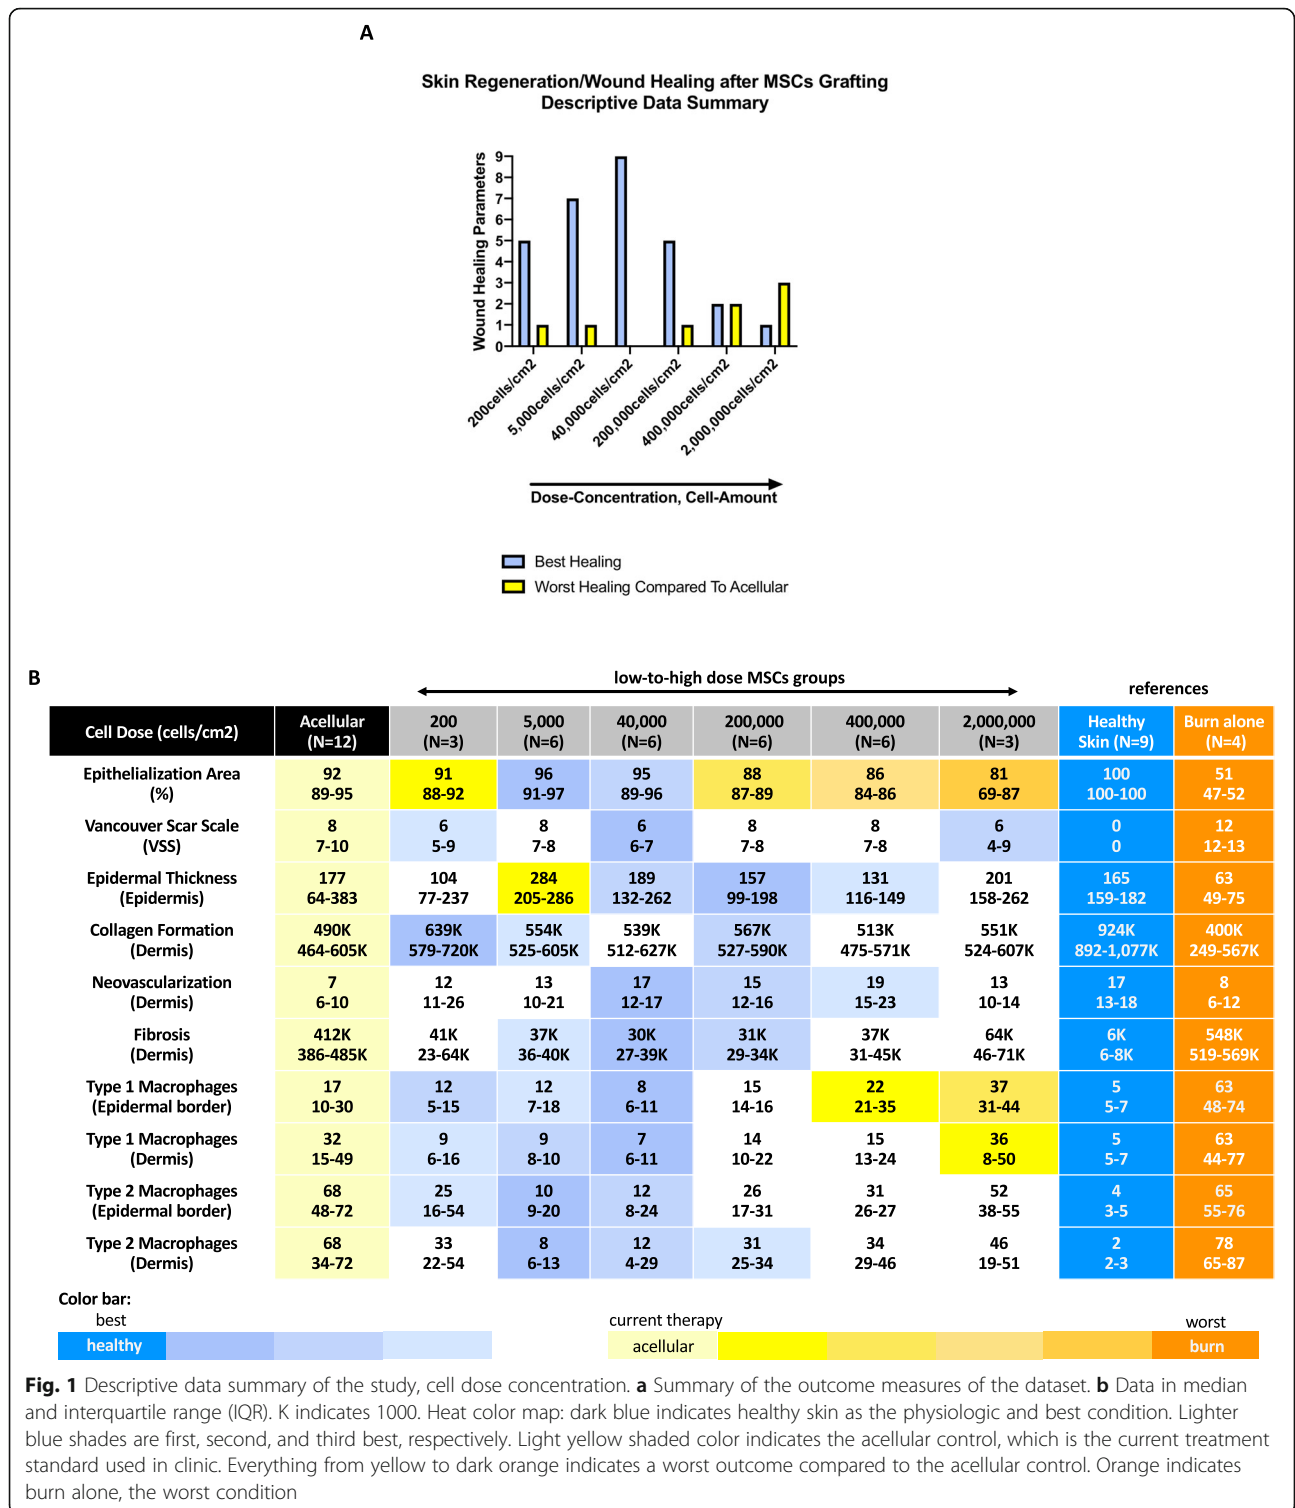 A
Skin Regeneration/Wound Healing after MSCs Grafting
Descriptive Data Summary
Wound Healing Parameters
9
8
7
6
5
4
3
2
1
0
200cells/cm2
5,000cells/cm2
40,000cells/cm2
200,000cells/cm2
400,000cells/cm2
2,000,000cells/cm2
Dose-Concentration, Cell-Amount
Best Healing
Worst Healing Compared To Acellular
B
low-to-high dose MSCs groups
references
Cell Dose (cells/cm2) Acellular (N=12) 200 (N=3) 5,000 (N=6) 40,000 (N=6) 200,000 (N=6) 400,000 (N=6) 2,000,000 (N=3) Healthy Skin (N=9) Burn alone (N=4)
Epithelialization Area 92 91 96 95 88 86 81 100 51
(%) 89-95 88-92 91-97 89-96 87-89 84-86 69-87 100-100 47-52
Vancouver Scar Scale 8 6 8 6 8 8 6 0 12
(VSS) 7-10 5-9 7-8 6-7 7-8 7-8 4-9 0 12-13
Epidermal Thickness 177 104 284 189 157 131 201 165 63
(Epidermis) 64-383 77-237 205-286 132-262 99-198 116-149 158-262 159-182 49-75
Collagen Formation 490K 639K 554K 539K 567K 513K 551K 924K 400K
(Dermis) 464-605K 579-720K 525-605K 512-627K 527-590K 475-571K 524-607K 892-1,077K 249-567K
Neovascularization 7 12 13 17 15 19 13 17 8
(Dermis) 6-10 11-26 10-21 12-17 12-16 15-23 10-14 13-18 6-12
Fibrosis 412K 41K 37K 30K 31K 37K 64K 6K 548K
(Dermis) 386-485K 23-64K 36-40K 27-39K 29-34K 31-45K 46-71K 6-8K 519-569K
Type 1 Macrophages 17 12 12 8 15 22 37 5 63
(Epidermal border) 10-30 5-15 7-18 6-11 14-16 21-35 31-44 5-7 48-74
Type 1 Macrophages 32 9 9 7 14 15 36 5 63
(Dermis) 15-49 6-16 8-10 6-11 10-22 13-24 8-50 5-7 44-77
Type 2 Macrophages 68 25 10 12 26 31 52 4 65
(Epidermal border) 48-72 16-54 9-20 8-24 17-31 26-27 38-55 3-5 55-76
Type 2 Macrophages 68 33 8 12 31 34 46 2 78
(Dermis) 34-72 22-54 6-13 4-29 25-34 29-46 19-51 2-3 65-87
Color bar:
best current therapy worst
healthy acellular burn
Fig. 1 Descriptive data summary of the study, cell dose concentration. a Summary of the outcome measures of the dataset. b Data in median
and interquartile range (IQR). K indicates 1000. Heat color map: dark blue indicates healthy skin as the physiologic and best condition. Lighter
blue shades are first, second, and third best, respectively. Light yellow shaded color indicates the acellular control, which is the current treatment
standard used in clinic. Everything from yellow to dark orange indicates a worst outcome compared to the acellular control. Orange indicates
burn alone, the worst condition